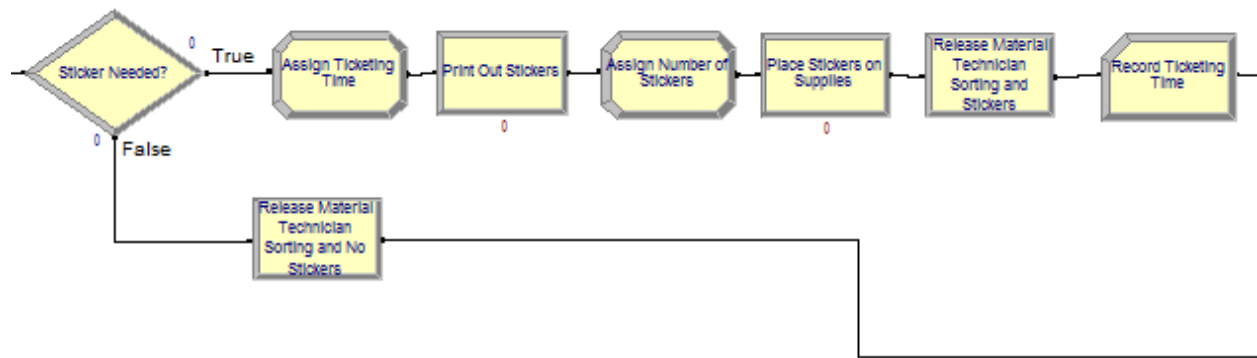 0
True
Sticker Needed?
0
False
Assign Ticketing
Time
Print Out Stickers
0
Assign Number of
Stickers
Place Stickers on
Supplies
0
Release Material
Technician
Sorting and
Stickers
Record Ticketing
Time
Release Material
Technician
Sorting and No
Stickers